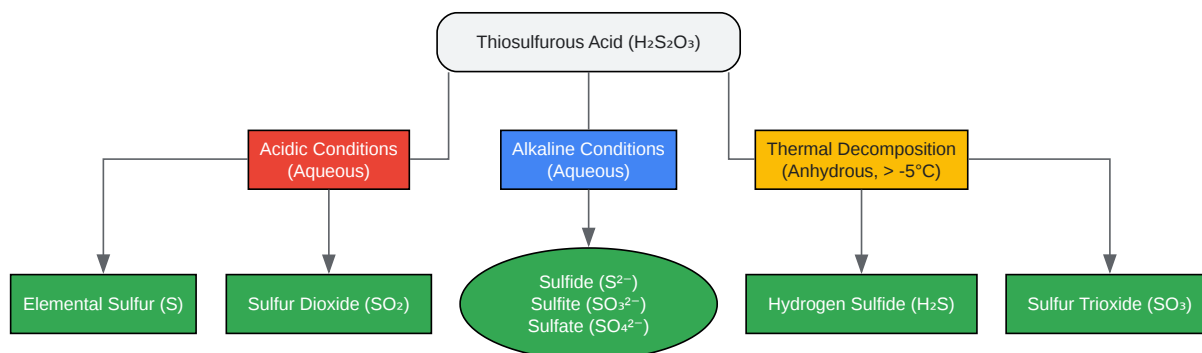 Thiosulfurous Acid (H₂S₂O₃)
Acidic Conditions
(Aqueous)
Alkaline Conditions
(Aqueous)
Thermal Decomposition
(Anhydrous, > -5°C)
Elemental Sulfur (S)
Sulfur Dioxide (SO₂)
Sulfide (S²⁻)
Sulfite (SO₃²⁻)
Sulfate (SO₄²⁻)
Hydrogen Sulfide (H₂S)
Sulfur Trioxide (SO₃)